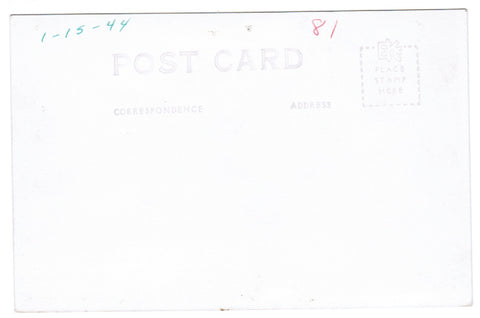 1-15-44
81
POST CARD
EKC
PLACE
STAMP
HERE
CORRESPONDENCE
ADDRESS